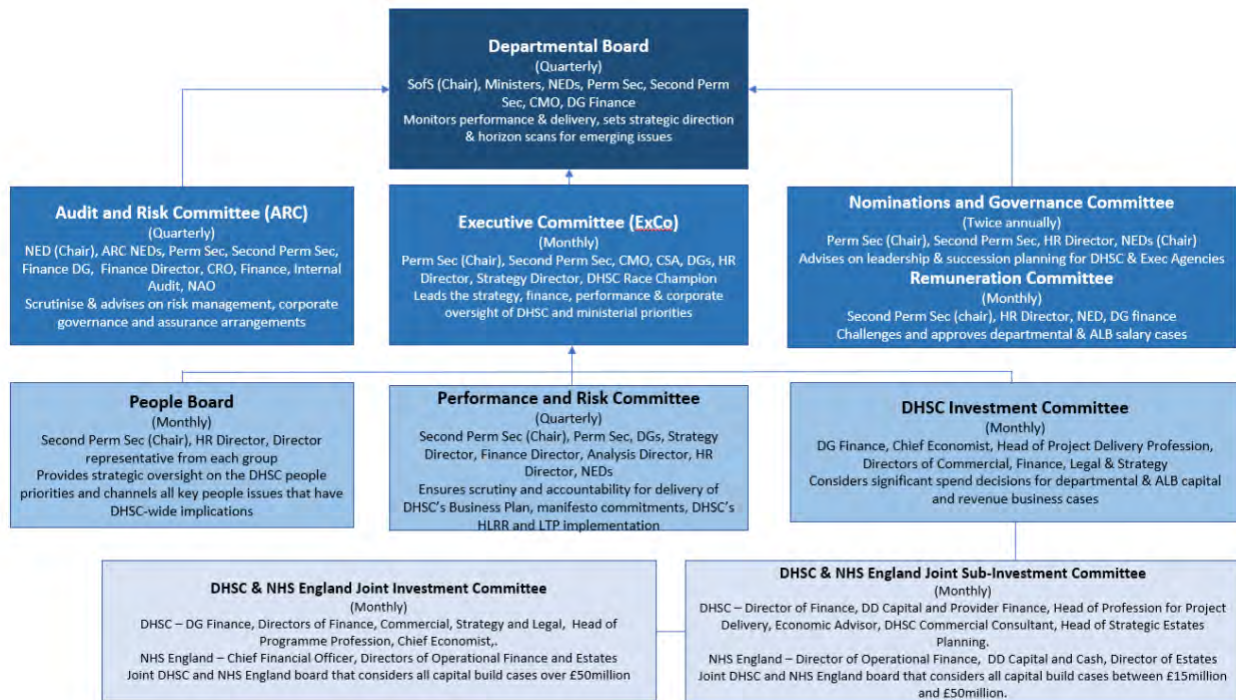 Departmental Board
(Quarterly)
SofS (Chair), Ministers, NEDs, Perm Sec, Second Perm
Sec, CMO, DG Finance
Monitors performance & delivery, sets strategic direction
& horizon scans for emerging issues
Audit and Risk Committee (ARC)
(Quarterly)
NED (Chair), ARC NEDs, Perm Sec, Second Perm Sec,
Finance DG, Finance Director, CRO, Finance, Internal
Audit, NAO
Scrutinise & advises on risk management, corporate
governance and assurance arrangements
Executive Committee (ExCo)
(Monthly)
Perm Sec (Chair), Second Perm Sec, CMO, CSA, DGs, HR
Director, Strategy Director, DHSC Race Champion
Leads the strategy, finance, performance & corporate
oversight of DHSC and ministerial priorities
Nominations and Governance Committee
(Twice annually)
Perm Sec (Chair), Second Perm Sec, HR Director, NEDs (Chair)
Advises on leadership & succession planning for DHSC & Exec Agencies
Remuneration Committee
(Monthly)
Second Perm Sec (chair), HR Director, NED, DG finance
Challenges and approves departmental & ALB salary cases
People Board
(Monthly)
Second Perm Sec (Chair), HR Director, Director
representative from each group
Provides strategic oversight on the DHSC people
priorities and channels all key people issues that have
DHSC-wide implications
Performance and Risk Committee
(Quarterly)
Second Perm Sec (Chair), Perm Sec, DGs, Strategy
Director, Finance Director, Analysis Director, HR
Director, NEDs
Ensures scrutiny and accountability for delivery of
DHSC's Business Plan, manifesto commitments, DHSC's
HLRR and LTP implementation
DHSC Investment Committee
(Monthly)
DG Finance, Chief Economist, Head of Project Delivery Profession,
Directors of Commercial, Finance, Legal & Strategy
Considers significant spend decisions for departmental & ALB capital
and revenue business cases
DHSC & NHS England Joint Investment Committee
(Monthly)
DHSC – DG Finance, Directors of Finance, Commercial, Strategy and Legal, Head of
Programme Profession, Chief Economist,.
NHS England – Chief Financial Officer, Directors of Operational Finance and Estates
Joint DHSC and NHS England board that considers all capital build cases over £50million
DHSC & NHS England Joint Sub-Investment Committee
(Monthly)
DHSC – Director of Finance, DD Capital and Provider Finance, Head of Profession for Project
Delivery, Economic Advisor, DHSC Commercial Consultant, Head of Strategic Estates
Planning.
NHS England – Director of Operational Finance, DD Capital and Cash, Director of Estates
Joint DHSC and NHS England board that considers all capital build cases between £15million
and £50million.